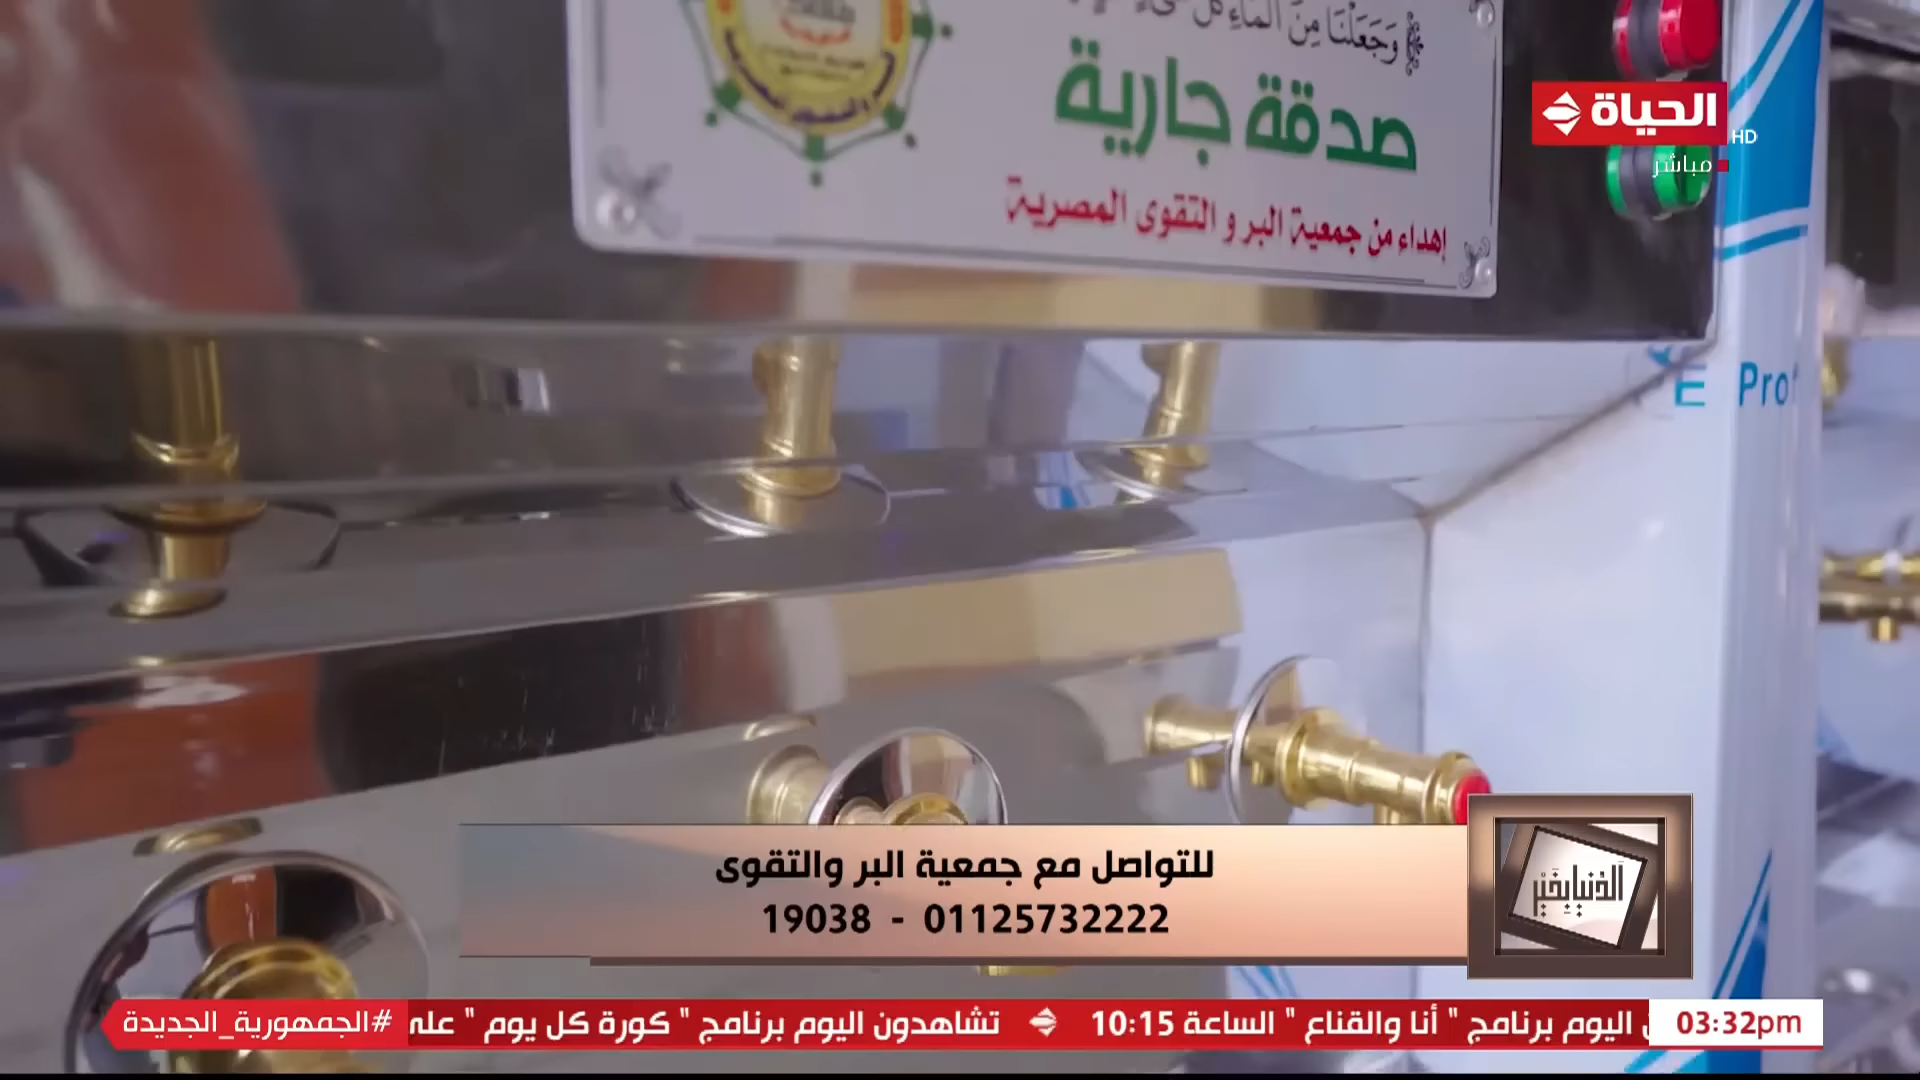 وَجَعَلْنَا مِنَ الْمَاءِ كُلَّ شَيْءٍ
صدقة جارية
إهداء من جمعية البر و التقوى المصرية
الحياة
HD
مباشر
E Prof
للتواصل مع جمعية البر والتقوى
19038 - 01125732222
الدنيا بخير
03:32pm
اليوم برنامج " أنا والقناع " الساعة 10:15
تشاهدون اليوم برنامج " كورة كل يوم " على
#الجمهورية_الجديدة